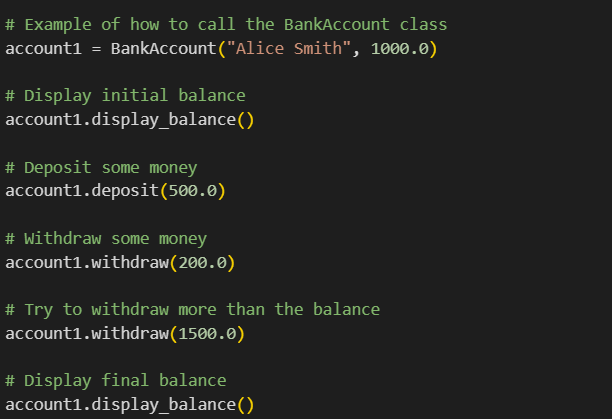 # Example of how to call the BankAccount class
account1 = BankAccount("Alice Smith", 1000.0)
# Display initial balance
account1.display_balance()
# Deposit some money
account1.deposit(500.0)
# Withdraw some money
account1.withdraw(200.0)
# Try to withdraw more than the balance
account1.withdraw(1500.0)
# Display final balance
account1.display_balance()